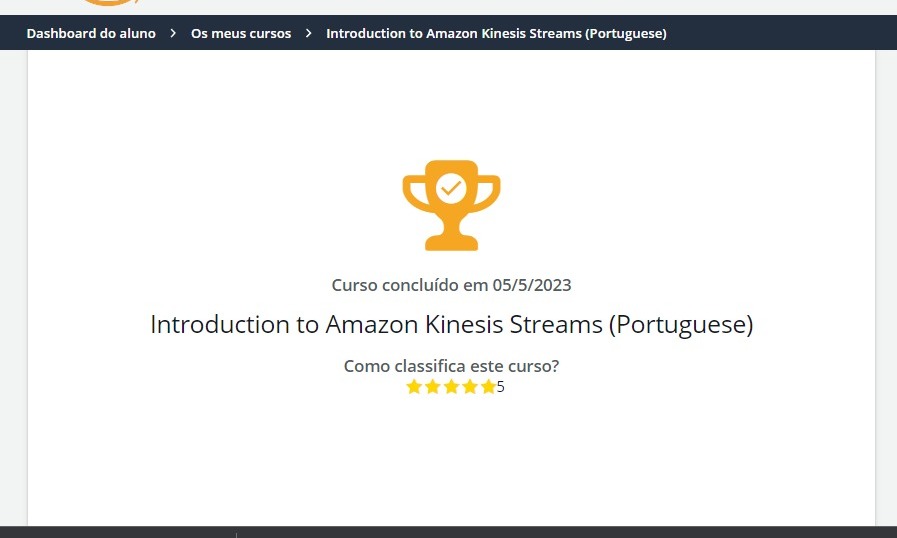 Dashboard do aluno > Os meus cursos > Introduction to Amazon Kinesis Streams (Portuguese)
Curso concluído em 05/5/2023
Introduction to Amazon Kinesis Streams (Portuguese)
Como classifica este curso?
5